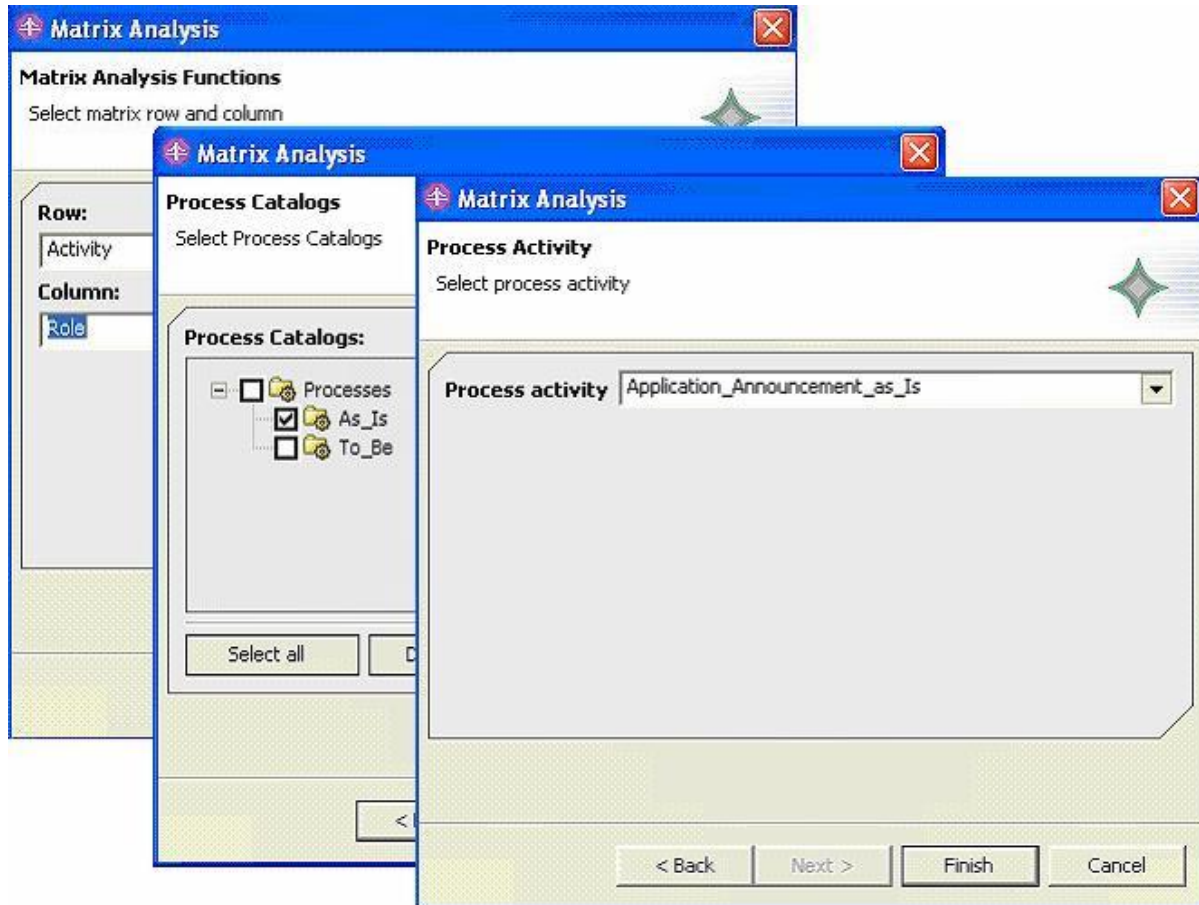 Matrix Analysis
Matrix Analysis Functions
Select matrix row and column
Row:
Activity
Column:
Role
Matrix Analysis
Process Catalogs
Select Process Catalogs
Process Catalogs:
Processes
As_Is
To_Be
Select all
D
<
Matrix Analysis
Process Activity
Select process activity
Process activity Application_Announcement_as_Is
< Back Next > Finish Cancel